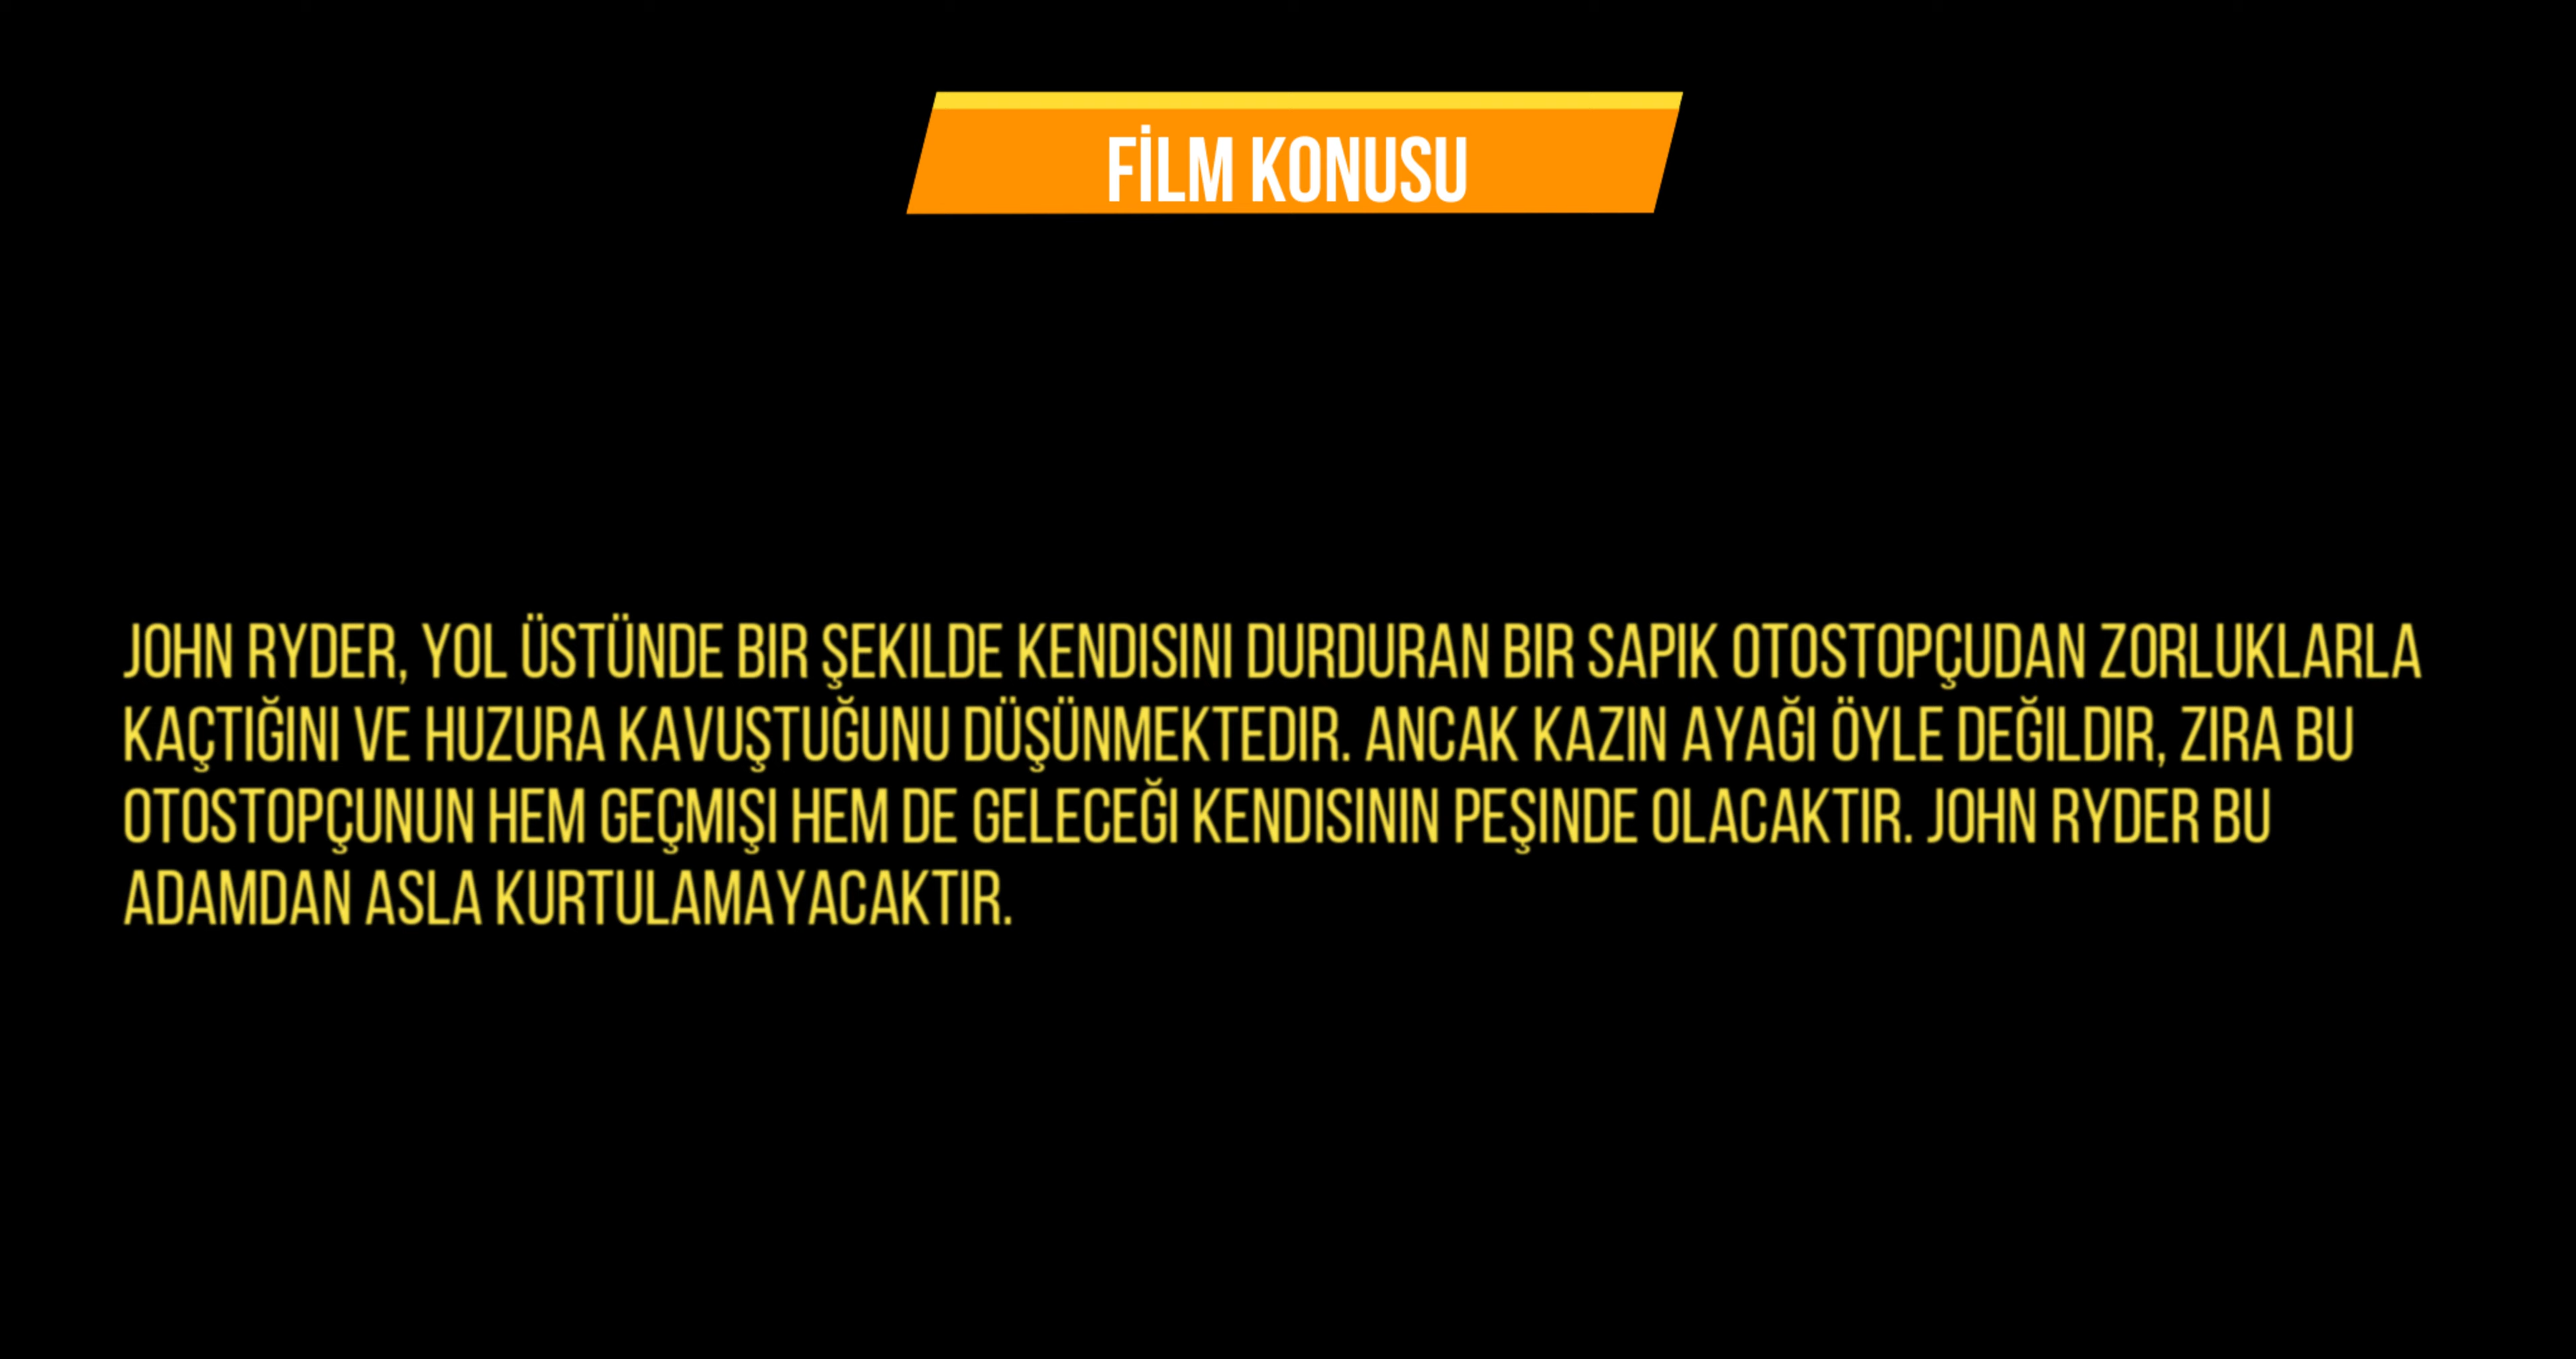 FİLM KONUSU
JOHN RYDER, YOL ÜSTÜNDE BIR ŞEKILDE KENDISINI DURDURAN BIR SAPIK OTOSTOPÇUDAN ZORLUKLARLA
KAÇTIĞINI VE HUZURA KAVUŞTUĞUNU DÜŞÜNMEKTEDIR. ANCAK KAZIN AYAĞI ÖYLE DEĞILDIR, ZIRA BU
OTOSTOPÇUNUN HEM GEÇMIŞI HEM DE GELECEĞI KENDISININ PEŞINDE OLACAKTIR. JOHN RYDER BU
ADAMDAN ASLA KURTULAMAYACAKTIR.